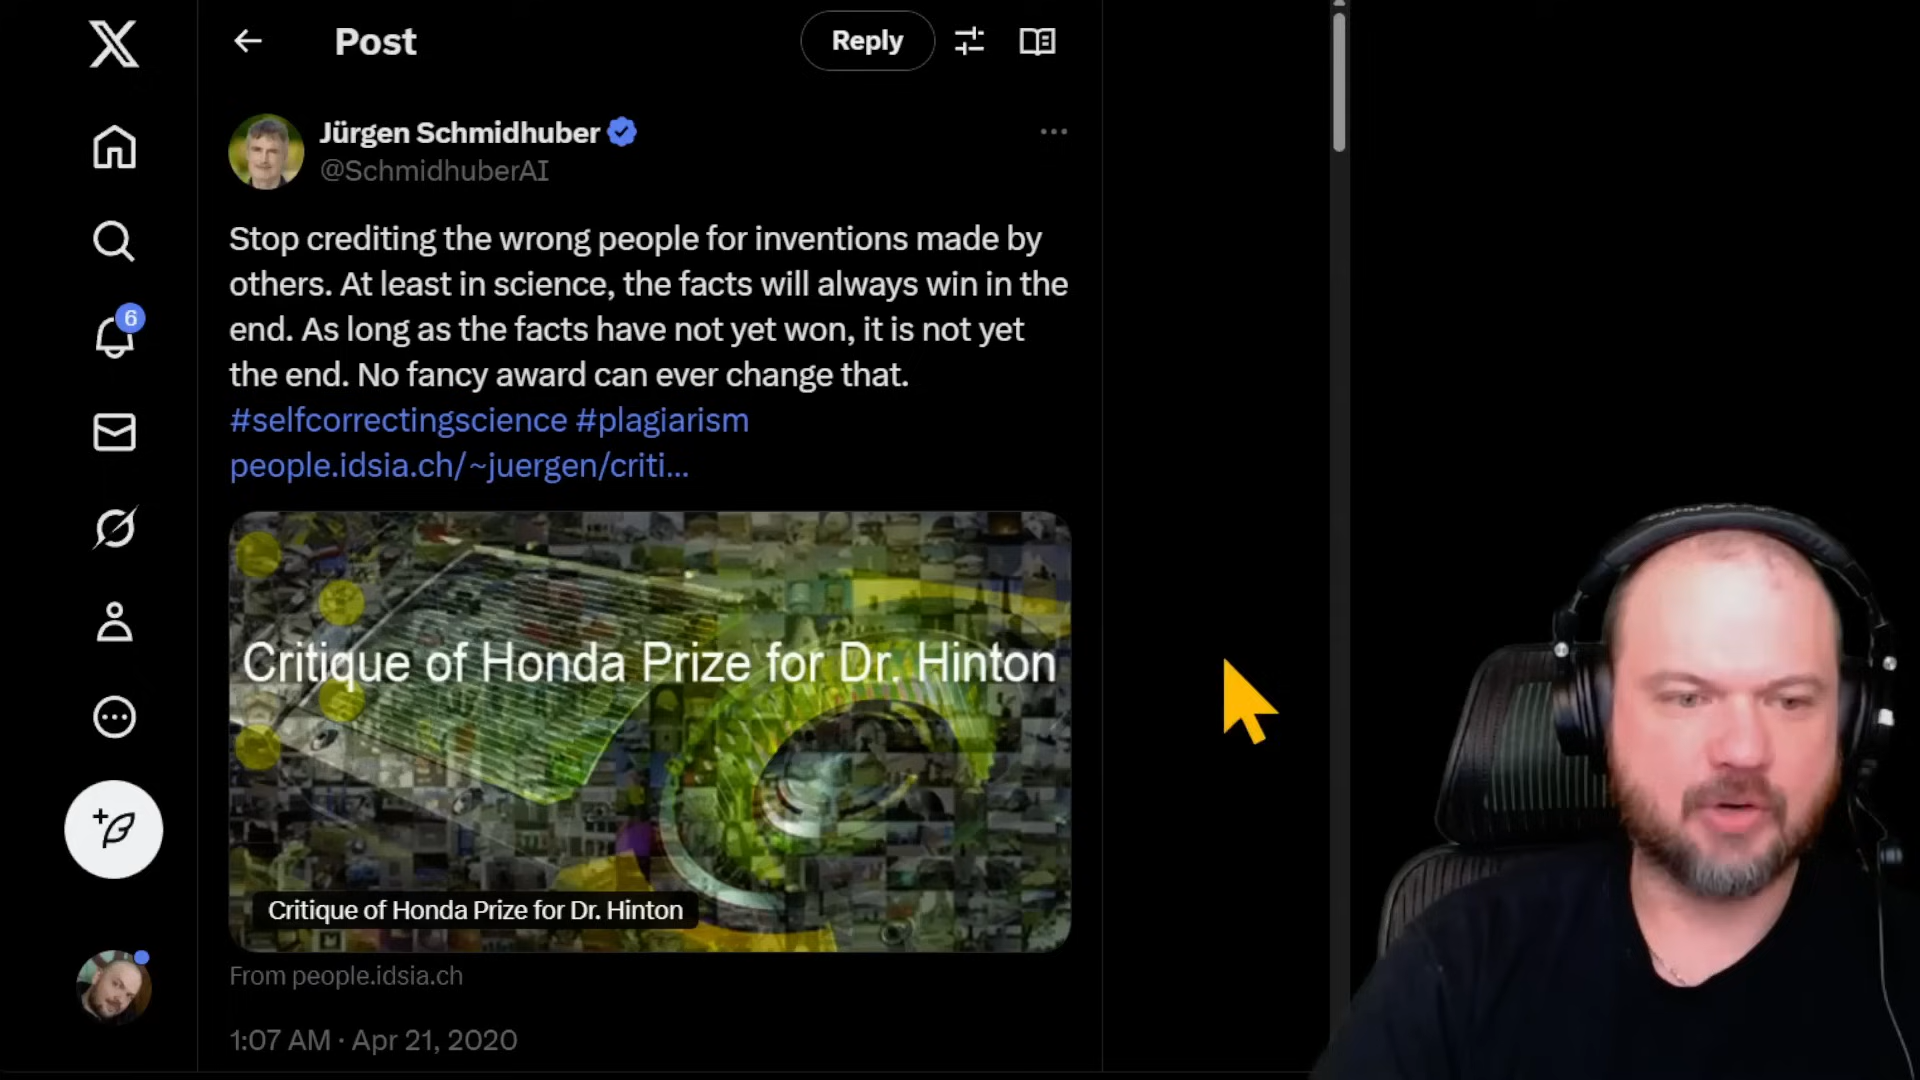 Post
Reply
Jürgen Schmidhuber
@SchmidhuberAI
Stop crediting the wrong people for inventions made by
others. At least in science, the facts will always win in the
end. As long as the facts have not yet won, it is not yet
the end. No fancy award can ever change that.
#selfcorrectingscience #plagiarism
people.idsia.ch/~juergen/criti...
6
Critique of Honda Prize for Dr. Hinton
Critique of Honda Prize for Dr. Hinton
From people.idsia.ch
1:07 AM · Apr 21, 2020